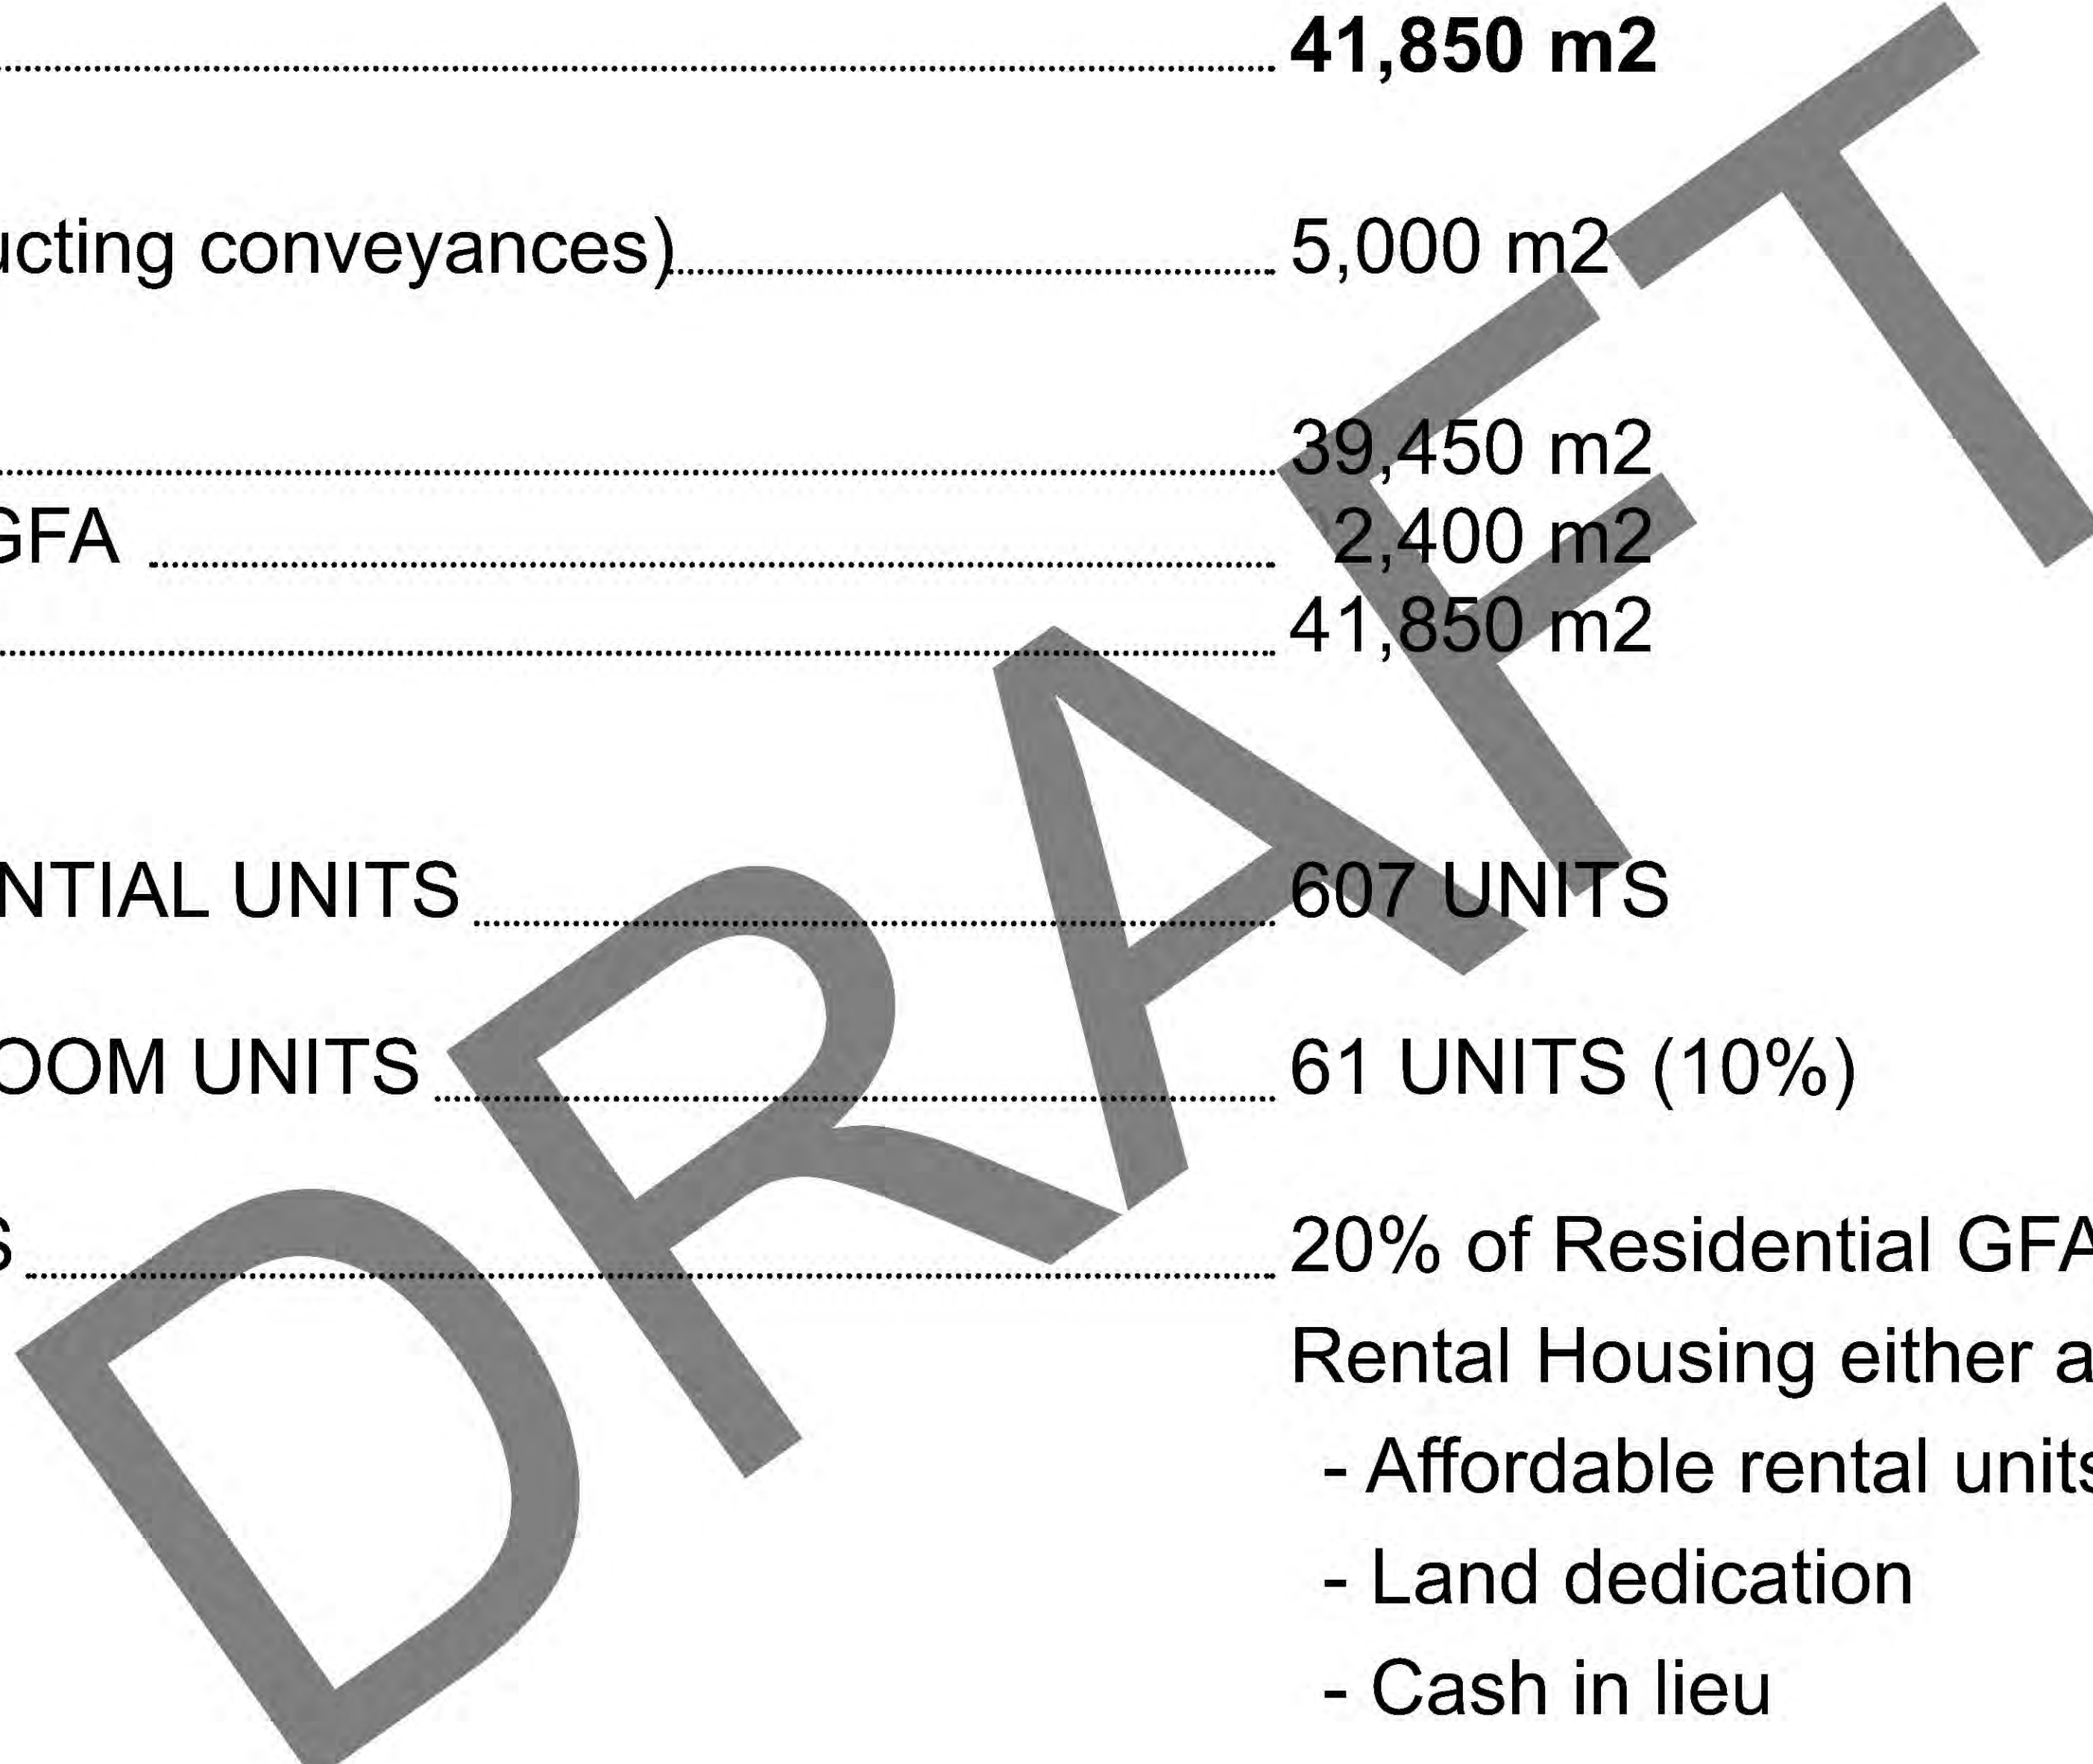 41,850 m2
ucting conveyances) 5,000 m2
39,450 m2
GFA 2,400 m2
41,850 m2
NTIAL UNITS 607 UNITS
OOM UNITS 61 UNITS (10%)
S 20% of Residential GFA
Rental Housing either a
- Affordable rental units
- Land dedication
- Cash in lieu
DRAFT